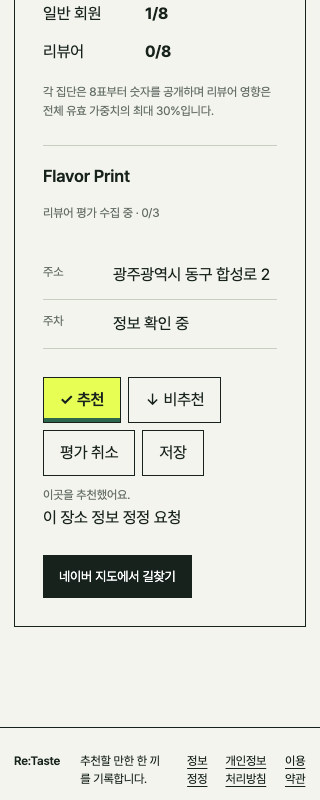 일반 회원 1/8
리뷰어 0/8
각 집단은 8표부터 숫자를 공개하며 리뷰어 영향은
전체 유효 가중치의 최대 30%입니다.
Flavor Print
리뷰어 평가 수집 중 · 0/3
주소 광주광역시 동구 합성로 2
주차 정보 확인 중
✓ 추천 ↓ 비추천
평가 취소 저장
이곳을 추천했어요.
이 장소 정보 정정 요청
네이버 지도에서 길찾기
Re:Taste 추천할 만한 한 끼 정보 개인정보 이용
를 기록합니다. 정정 처리방침 약관